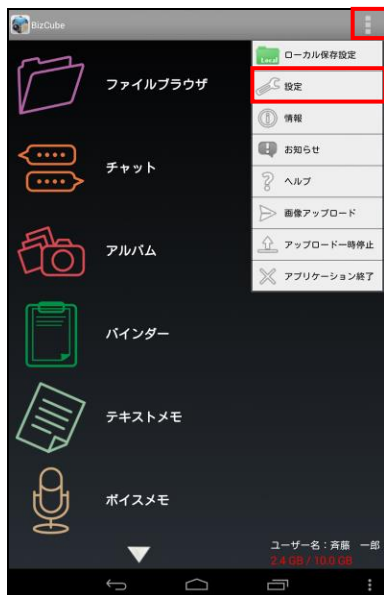 BizCube
ローカル保存設定
Local
設定
情報
お知らせ
ヘルプ
画像アップロード
アップロード一時停止
アプリケーション終了
ファイルブラウザ
チャット
アルバム
バインダー
テキストメモ
ボイスメモ
ユーザー名：斉藤　一郎
2.4 GB / 10.0 GB